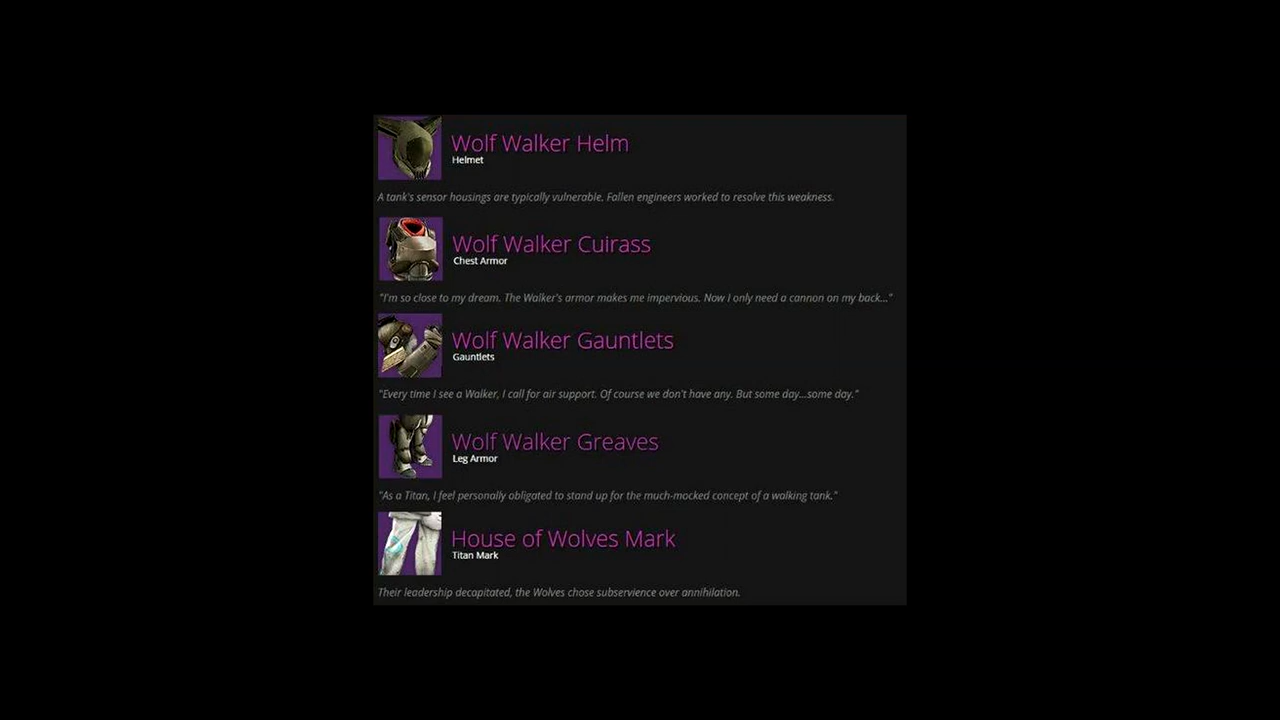 Wolf Walker Helm
Helmet
A tank's sensor housings are typically vulnerable. Fallen engineers worked to resolve this weakness.
Wolf Walker Cuirass
Chest Armor
"I'm so close to my dream. The Walker's armor makes me impervious. Now I only need a cannon on my back..."
Wolf Walker Gauntlets
Gauntlets
"Every time I see a Walker, I call for air support. Of course we don't have any. But some day...some day."
Wolf Walker Greaves
Leg Armor
"As a Titan, I feel personally obligated to stand up for the much-mocked concept of a walking tank."
House of Wolves Mark
Titan Mark
Their leadership decapitated, the Wolves chose subservience over annihilation.